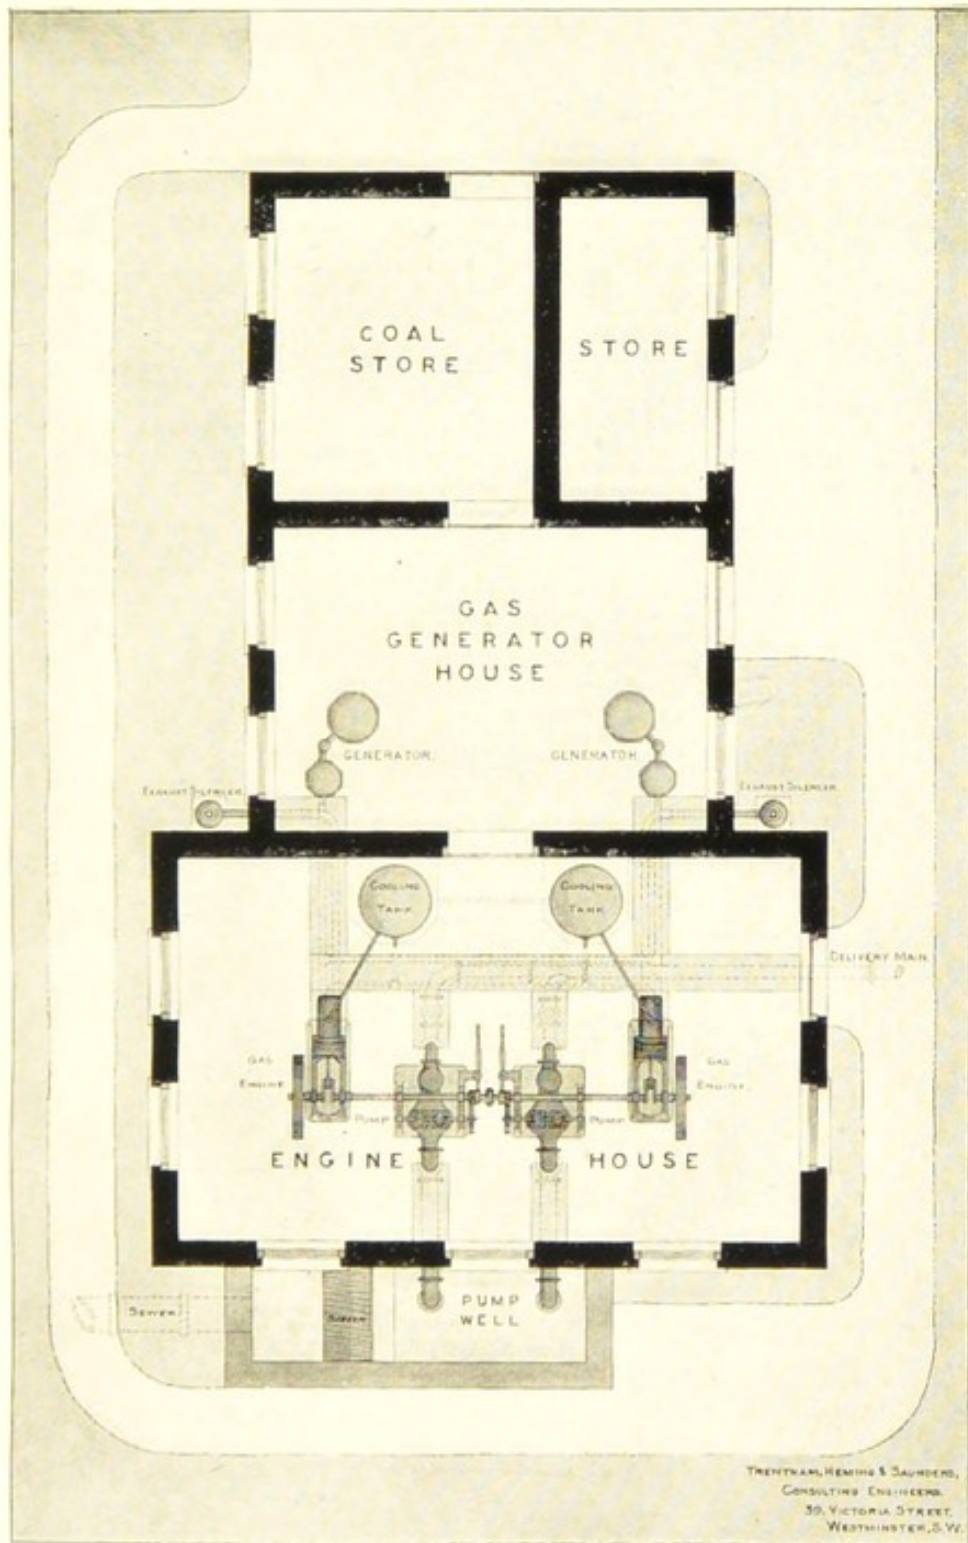 COAL
STORE
STORE
GAS
GENERATOR
HOUSE
GENERATOR.
GENERATOR
EXHAUST SILENCER
EXHAUST SILENCER
COOLING
TANK
COOLING
TANK
DELIVERY MAIN
GAS
ENGINE
GAS
ENGINE.
PUMP
PUMP
ENGINE HOUSE
PUMP
WELL
SEWER
SCREEN
TRENTHAM, HEMING & SAUNDERS,
CONSULTING ENGINEERS.
39, VICTORIA STREET,
WESTMINSTER, S.W.